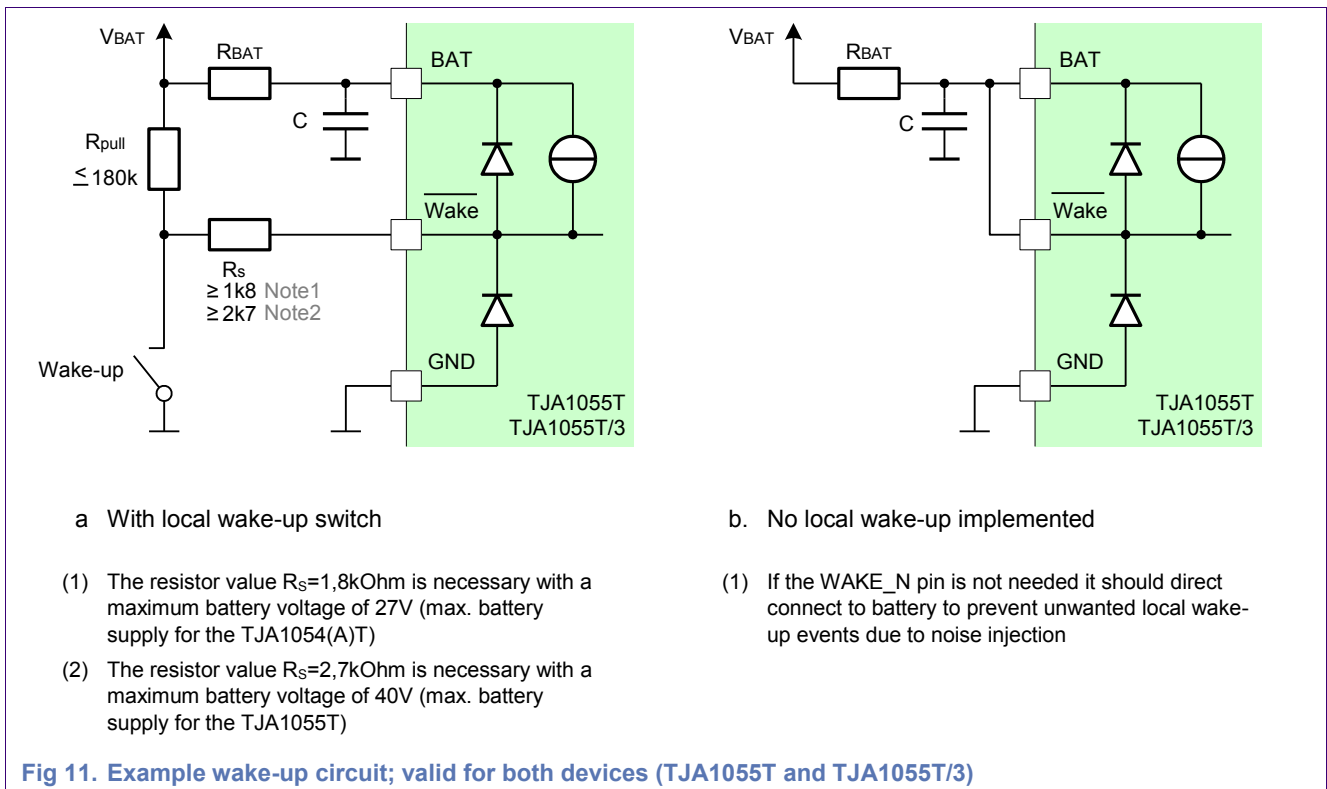 VBAT
RBAT
BAT
C
Rpull
≤ 180k
Wake
Rs
≥ 1k8 Note1
≥ 2k7 Note2
Wake-up
GND
TJA1055T
TJA1055T/3
VBAT
RBAT
BAT
C
Wake
GND
TJA1055T
TJA1055T/3
a With local wake-up switch
(1) The resistor value RS=1,8kOhm is necessary with a
maximum battery voltage of 27V (max. battery
supply for the TJA1054(A)T)
(2) The resistor value RS=2,7kOhm is necessary with a
maximum battery voltage of 40V (max. battery
supply for the TJA1055T)
b. No local wake-up implemented
(1) If the WAKE_N pin is not needed it should direct
connect to battery to prevent unwanted local wake-
up events due to noise injection
Fig 11. Example wake-up circuit; valid for both devices (TJA1055T and TJA1055T/3)